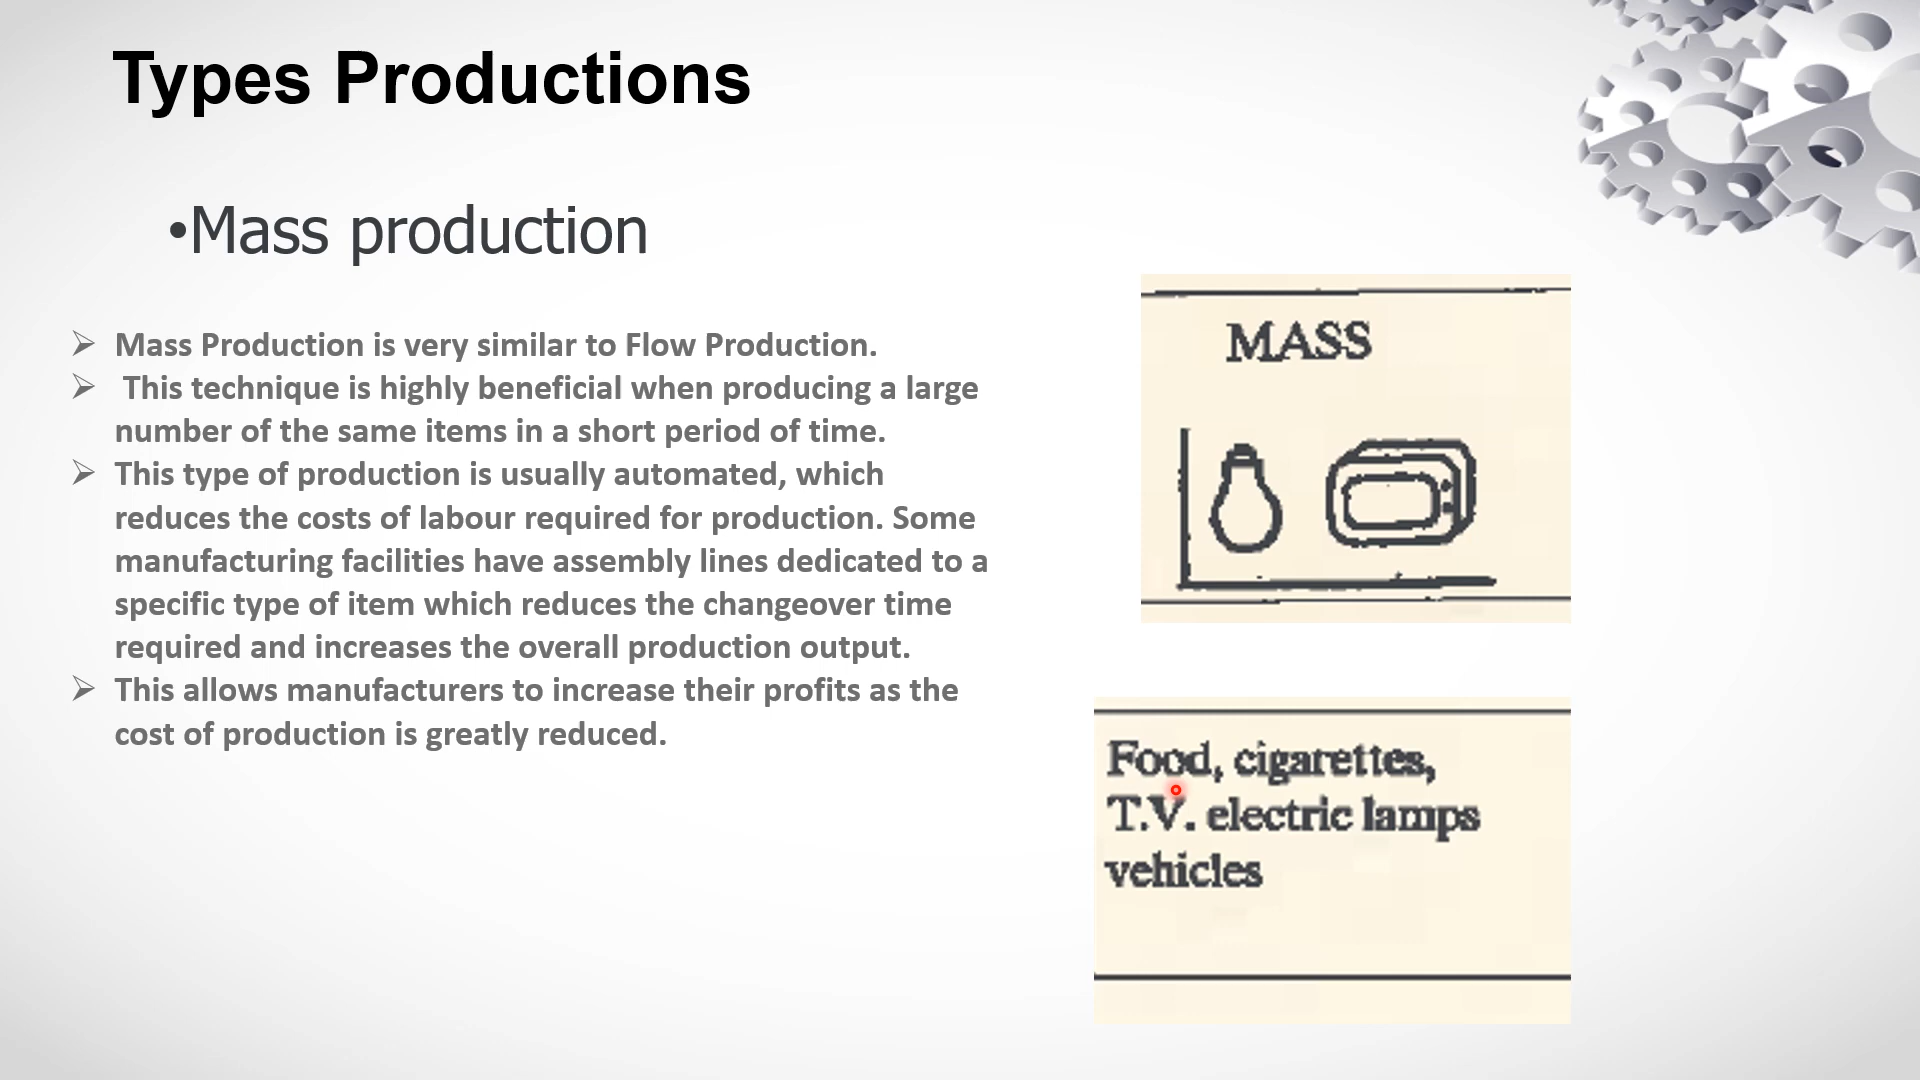 Types Productions
•Mass production
➢ Mass Production is very similar to Flow Production.
➢ This technique is highly beneficial when producing a large
number of the same items in a short period of time.
➢ This type of production is usually automated, which
reduces the costs of labour required for production. Some
manufacturing facilities have assembly lines dedicated to a
specific type of item which reduces the changeover time
required and increases the overall production output.
➢ This allows manufacturers to increase their profits as the
cost of production is greatly reduced.
MASS
Food, cigarettes,
T.V. electric lamps
vehicles